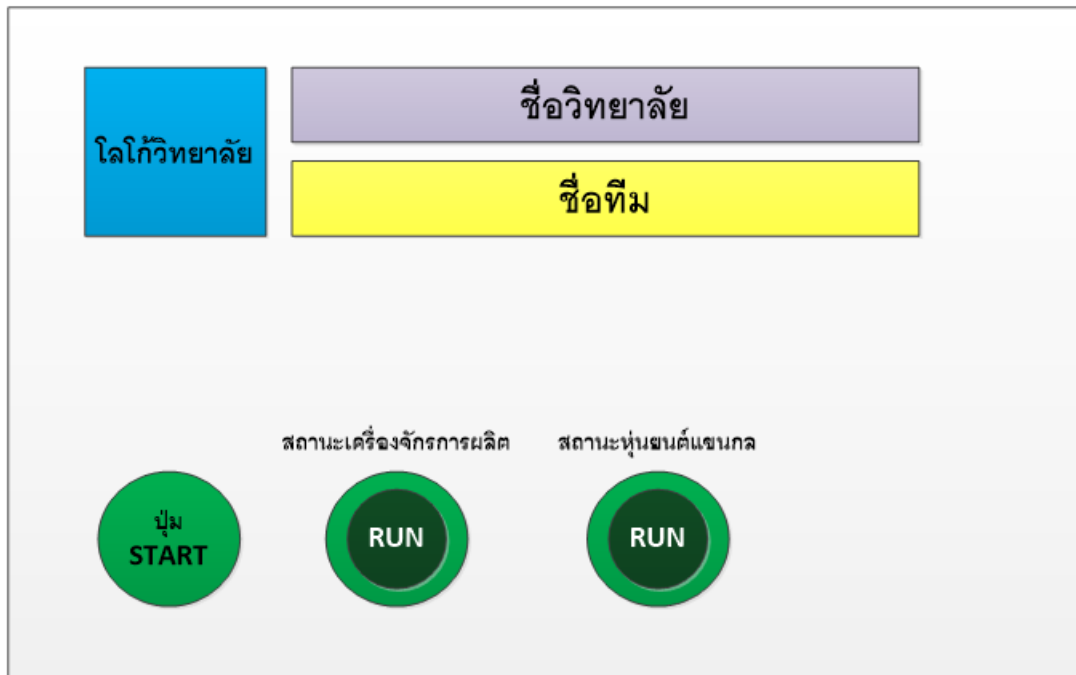 โลโก้วิทยาลัย
ชื่อวิทยาลัย
ชื่อทีม
สถานะเครื่องจักรการผลิต
สถานะหุ่นยนต์แขนกล
ปุ่ม
START
RUN
RUN